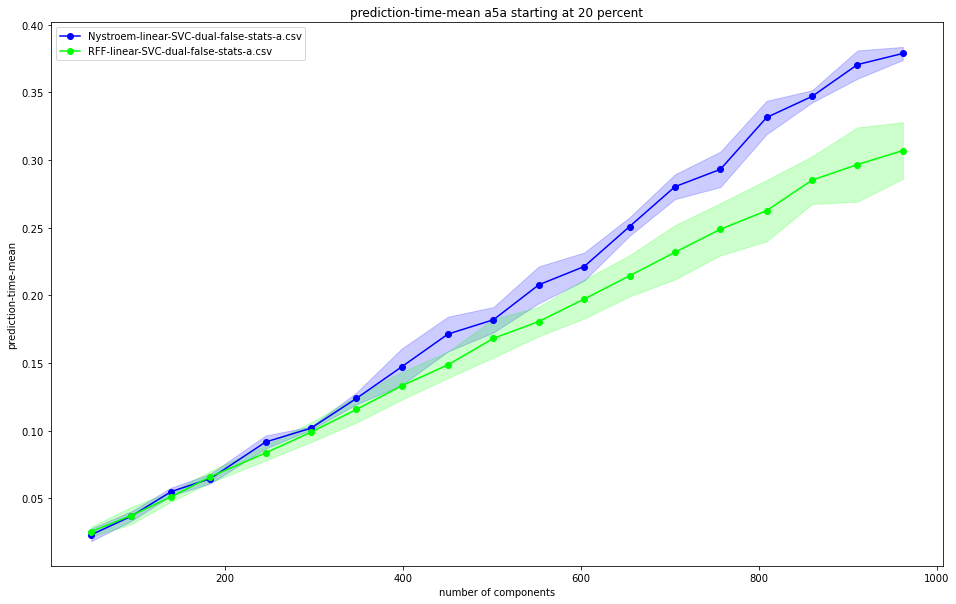 prediction-time-mean a5a starting at 20 percent
Nystroem-linear-SVC-dual-false-stats-a.csv
RFF-linear-SVC-dual-false-stats-a.csv
prediction-time-mean
0.40
0.35
0.30
0.25
0.20
0.15
0.10
0.05
200
400
600
800
1000
number of components